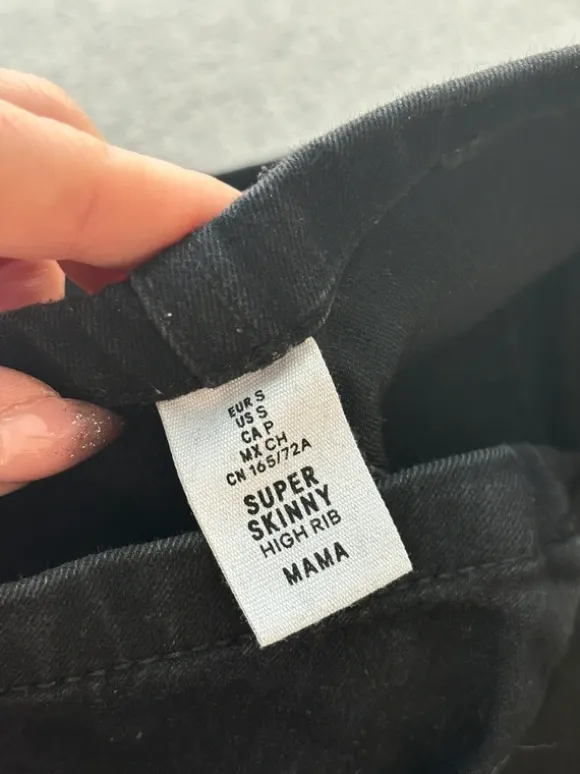 EUR S
US S
CA P
MX CH
CN 165/72A
SUPER
SKINNY
HIGH RIB
MAMA